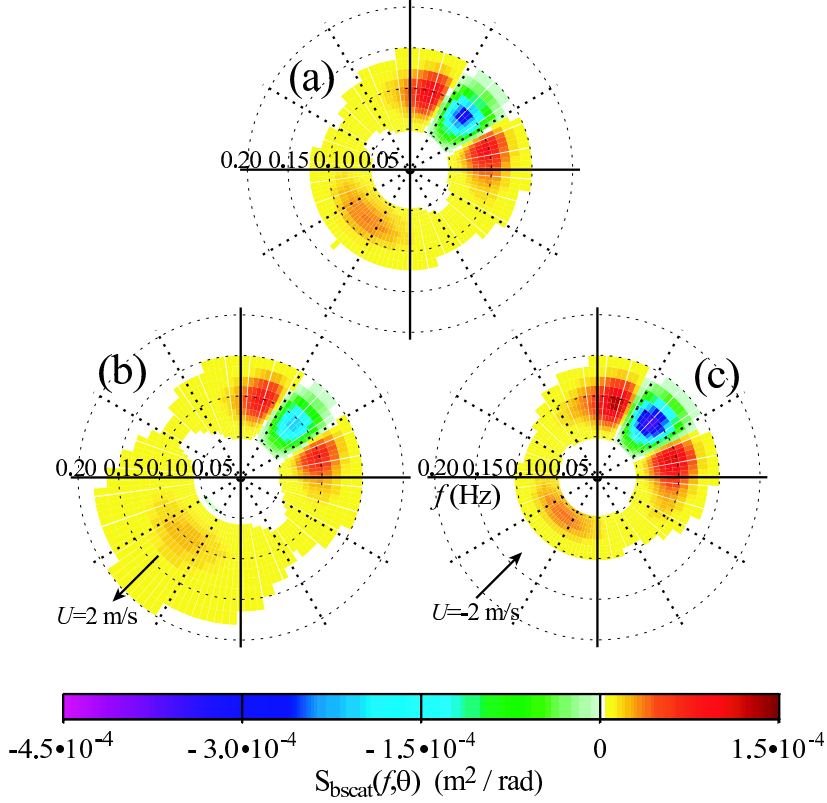 (a)
0.20 0.15 0.10 0.05
(b)
(c)
0.20 0.15 0.10 0.05
0.20 0.15 0.10 0.05
f (Hz)
U=2 m/s
U=-2 m/s
-4.5•10⁻⁴ - 3.0•10⁻⁴ - 1.5•10⁻⁴ 0 1.5•10⁻⁴
S_bscat(f,θ) (m² / rad)